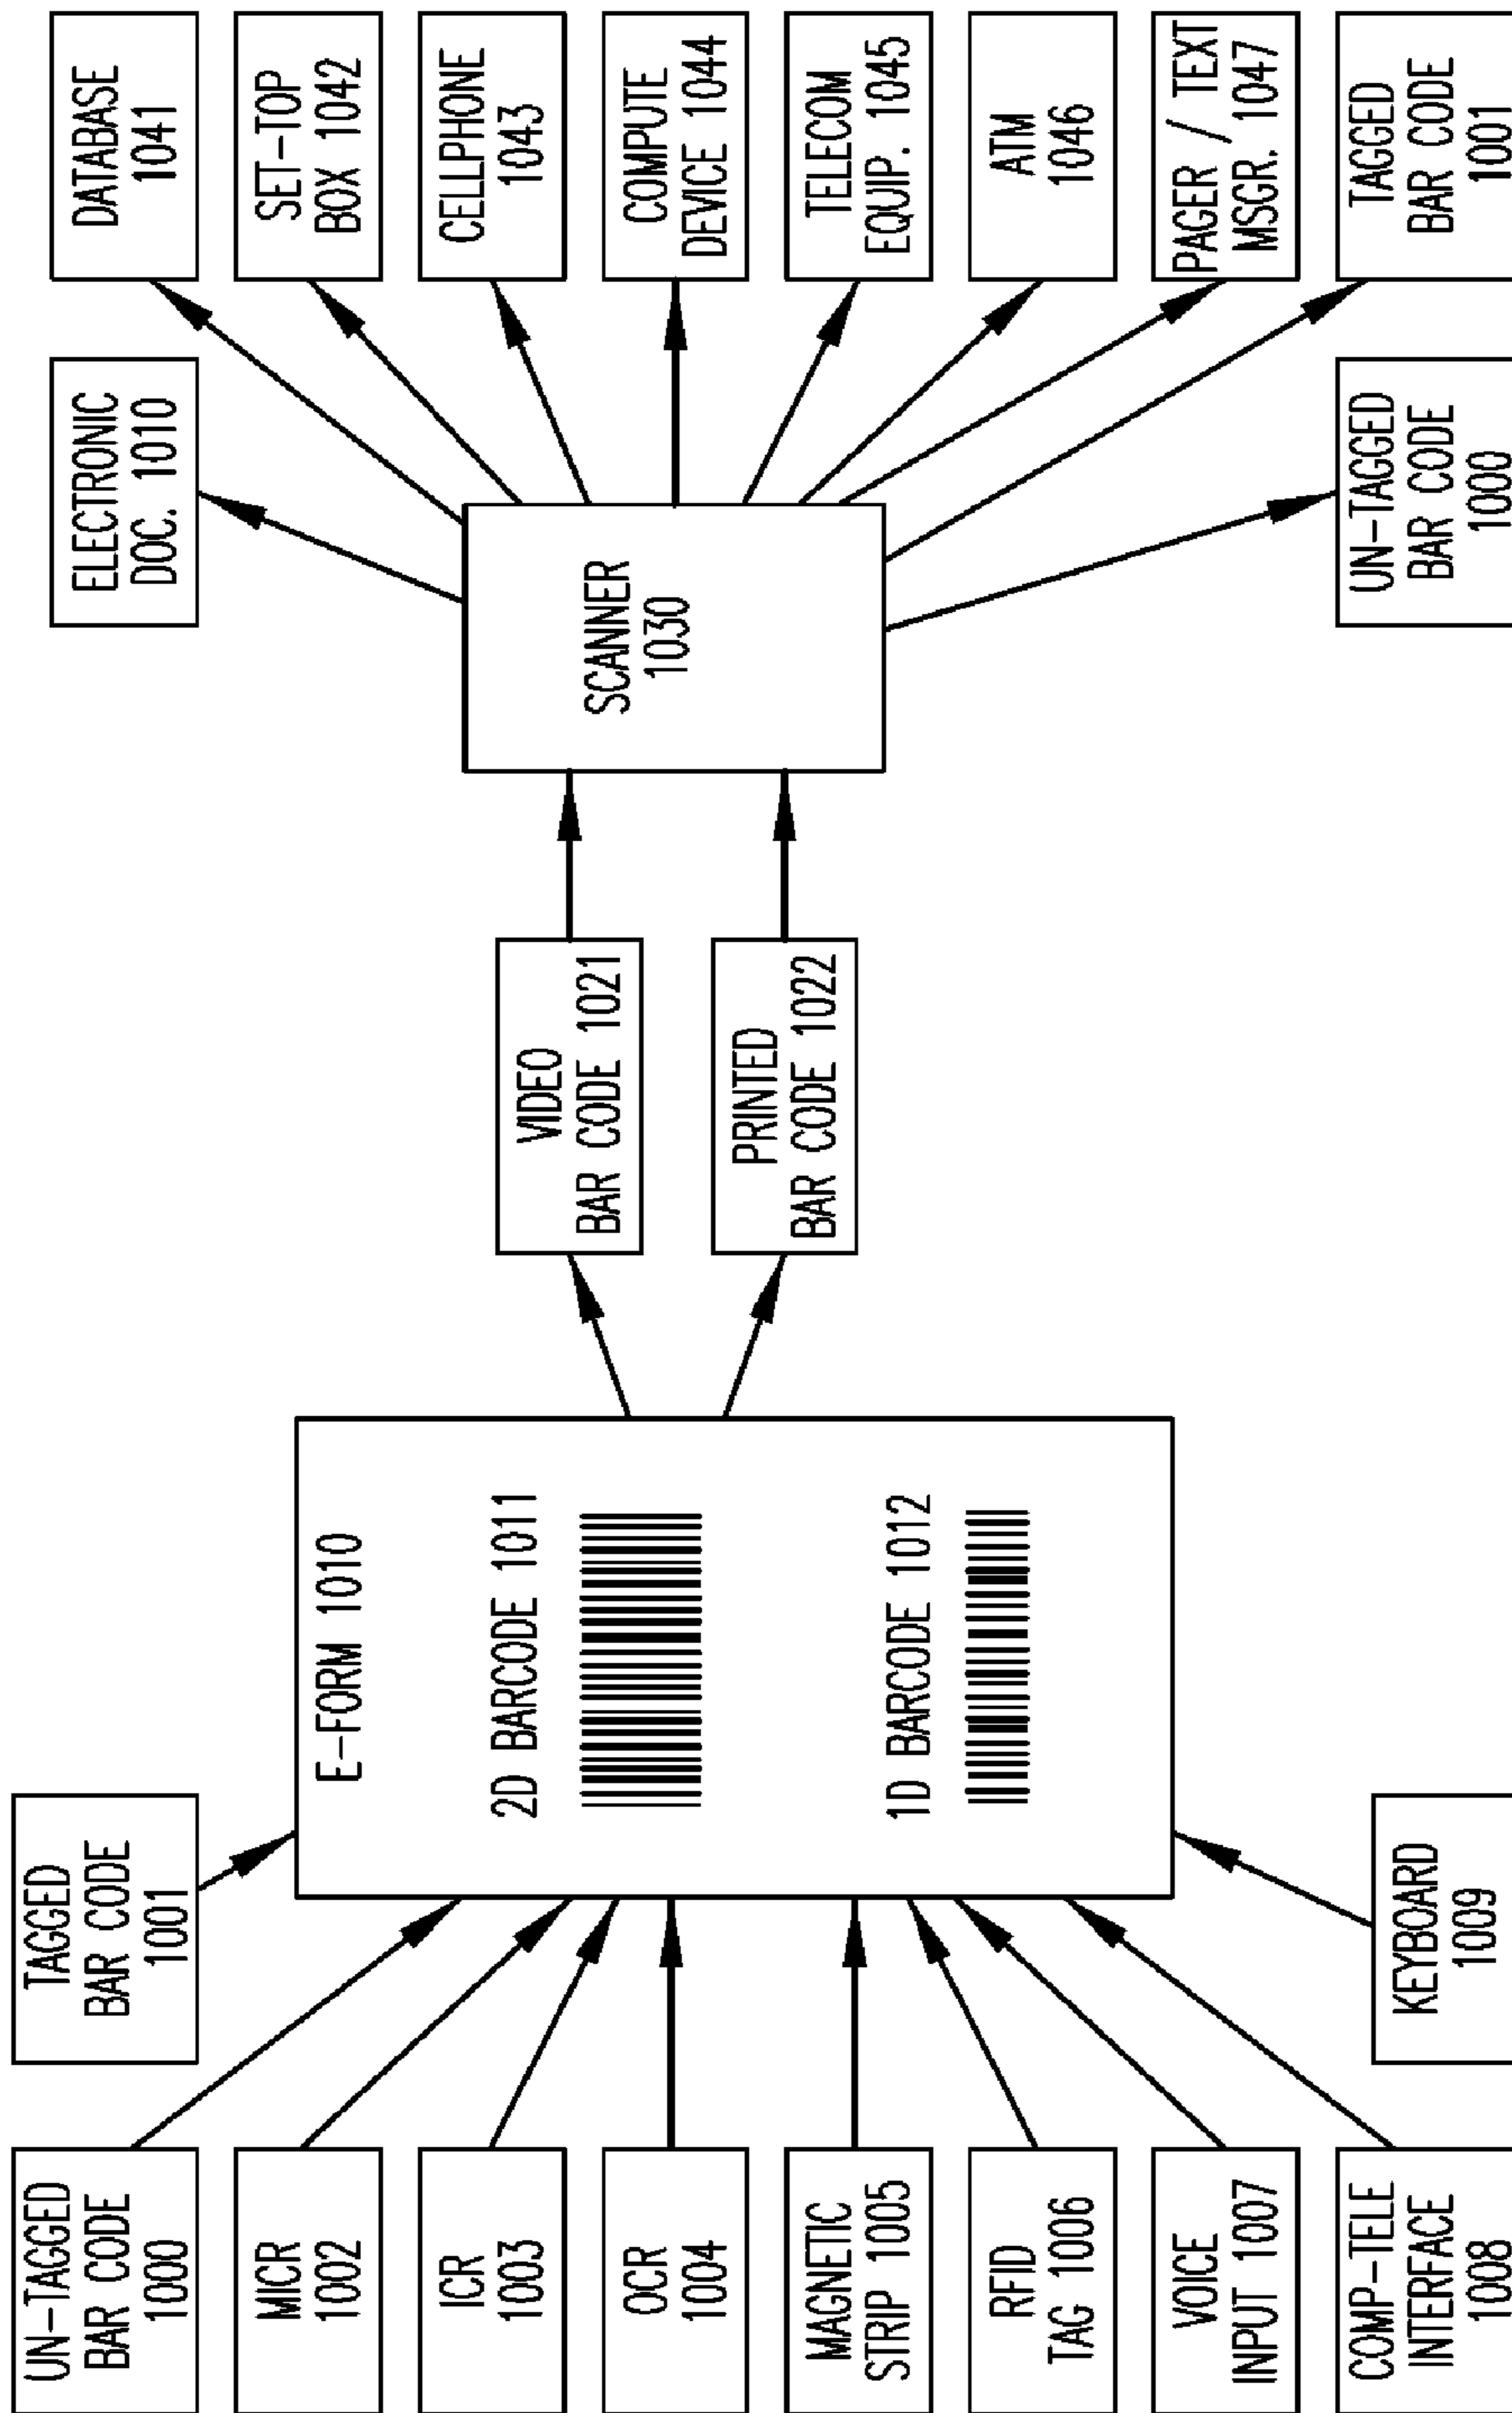 UN-TAGGED
BAR CODE
1000
TAGGED
BAR CODE
1001
MICR
1002
ICR
1003
OCR
1004
MAGNETIC
STRIP 1005
RFID
TAG 1006
VOICE
INPUT 1007
COMP-TELE
INTERFACE
1008
KEYBOARD
1009
E-FORM 1010
2D BARCODE 1011
1D BARCODE 1012
VIDEO
BAR CODE 1021
PRINTED
BAR CODE 1022
SCANNER
1030
ELECTRONIC
DOC. 1010
DATABASE
1041
SET-TOP
BOX 1042
CELLPHONE
1043
COMPUTE
DEVICE 1044
TELECOM
EQUIP. 1045
ATM
1046
PAGER / TEXT
MSGR. 1047
TAGGED
BAR CODE
1001
UN-TAGGED
BAR CODE
1000